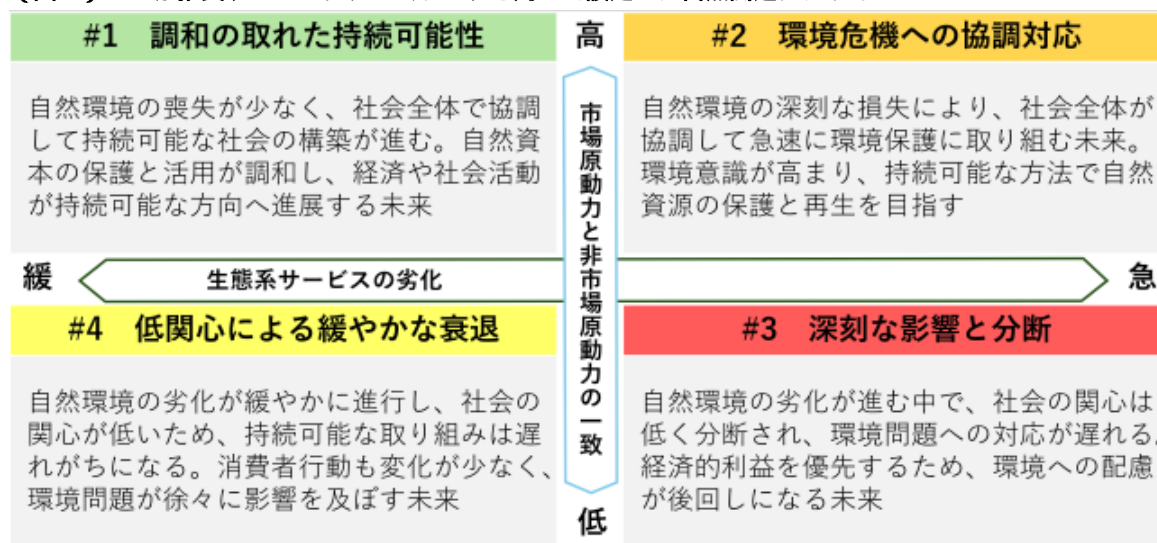 #1 調和の取れた持続可能性
高
#2 環境危機への協調対応
自然環境の喪失が少なく、社会全体で協調
して持続可能な社会の構築が進む。自然資
本の保護と活用が調和し、経済や社会活動
が持続可能な方向へ進展する未来
市場原動力と非市場原動力の一致
自然環境の深刻な損失により、社会全体が
協調して急速に環境保護に取り組む未来。
環境意識が高まり、持続可能な方法で自然
資源の保護と再生を目指す
緩
生態系サービスの劣化
急
#4 低関心による緩やかな衰退
#3 深刻な影響と分断
自然環境の劣化が緩やかに進行し、社会の
関心が低いため、持続可能な取り組みは遅
れがちになる。消費者行動も変化が少なく、
環境問題が徐々に影響を及ぼす未来
自然環境の劣化が進む中で、社会の関心は
低く分断され、環境問題への対応が遅れる。
経済的利益を優先するため、環境への配慮
が後回しになる未来
低